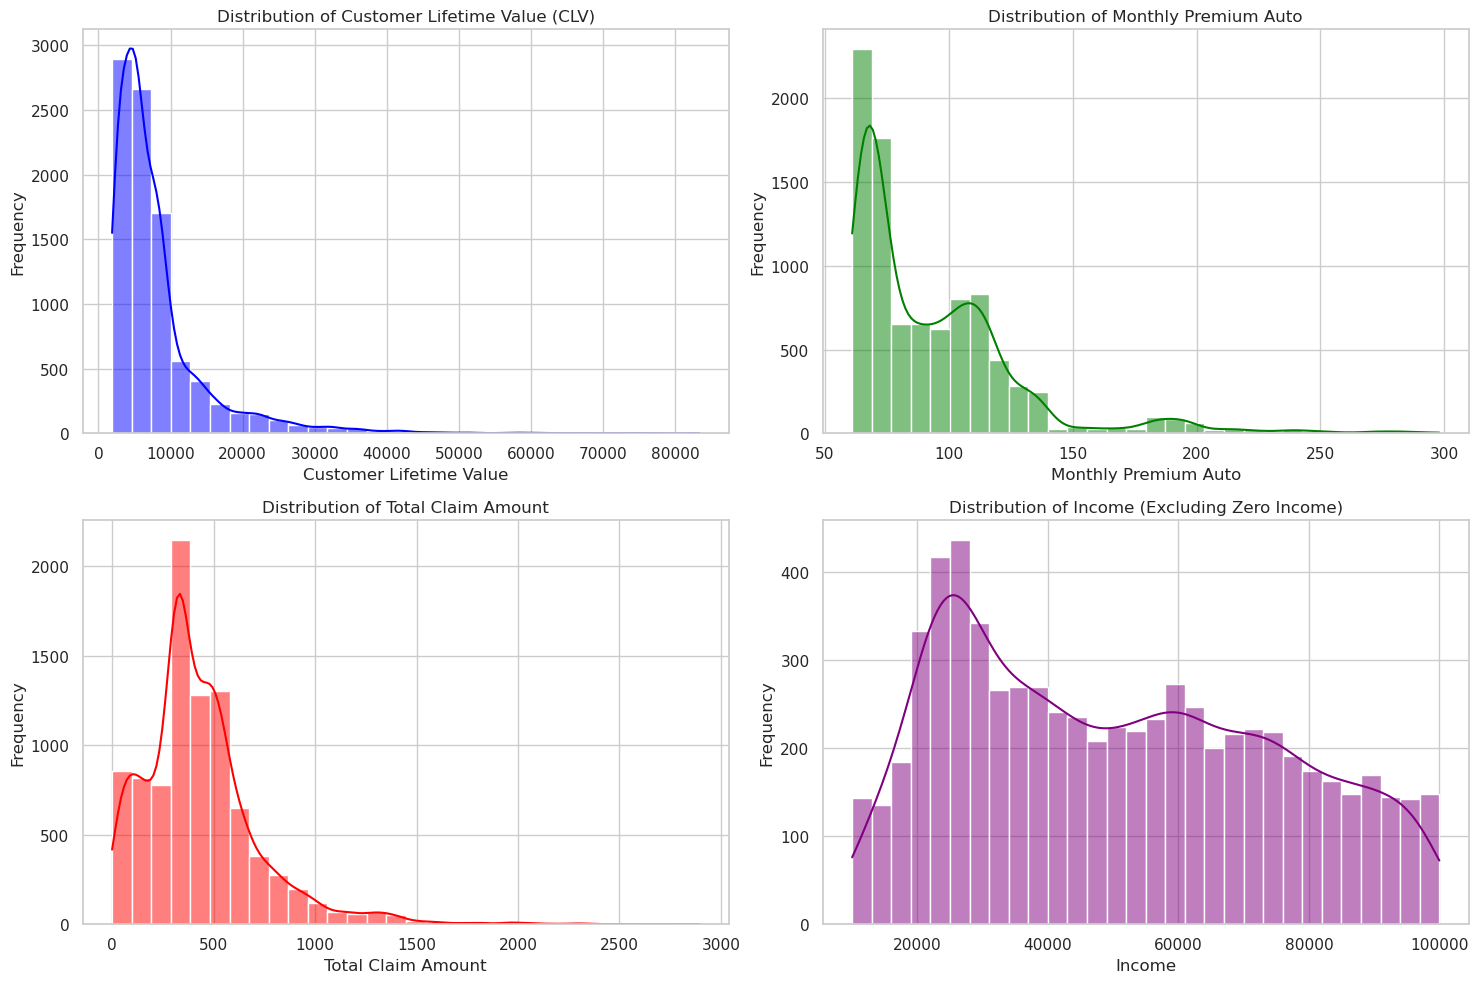 Distribution of Customer Lifetime Value (CLV)
3000
2500
2000
1500
1000
500
0
Frequency
0 10000 20000 30000 40000 50000 60000 70000 80000
Customer Lifetime Value
Distribution of Monthly Premium Auto
2000
1500
1000
500
0
Frequency
50 100 150 200 250 300
Monthly Premium Auto
Distribution of Total Claim Amount
2000
1500
1000
500
0
Frequency
0 500 1000 1500 2000 2500 3000
Total Claim Amount
Distribution of Income (Excluding Zero Income)
400
300
200
100
0
Frequency
20000 40000 60000 80000 100000
Income